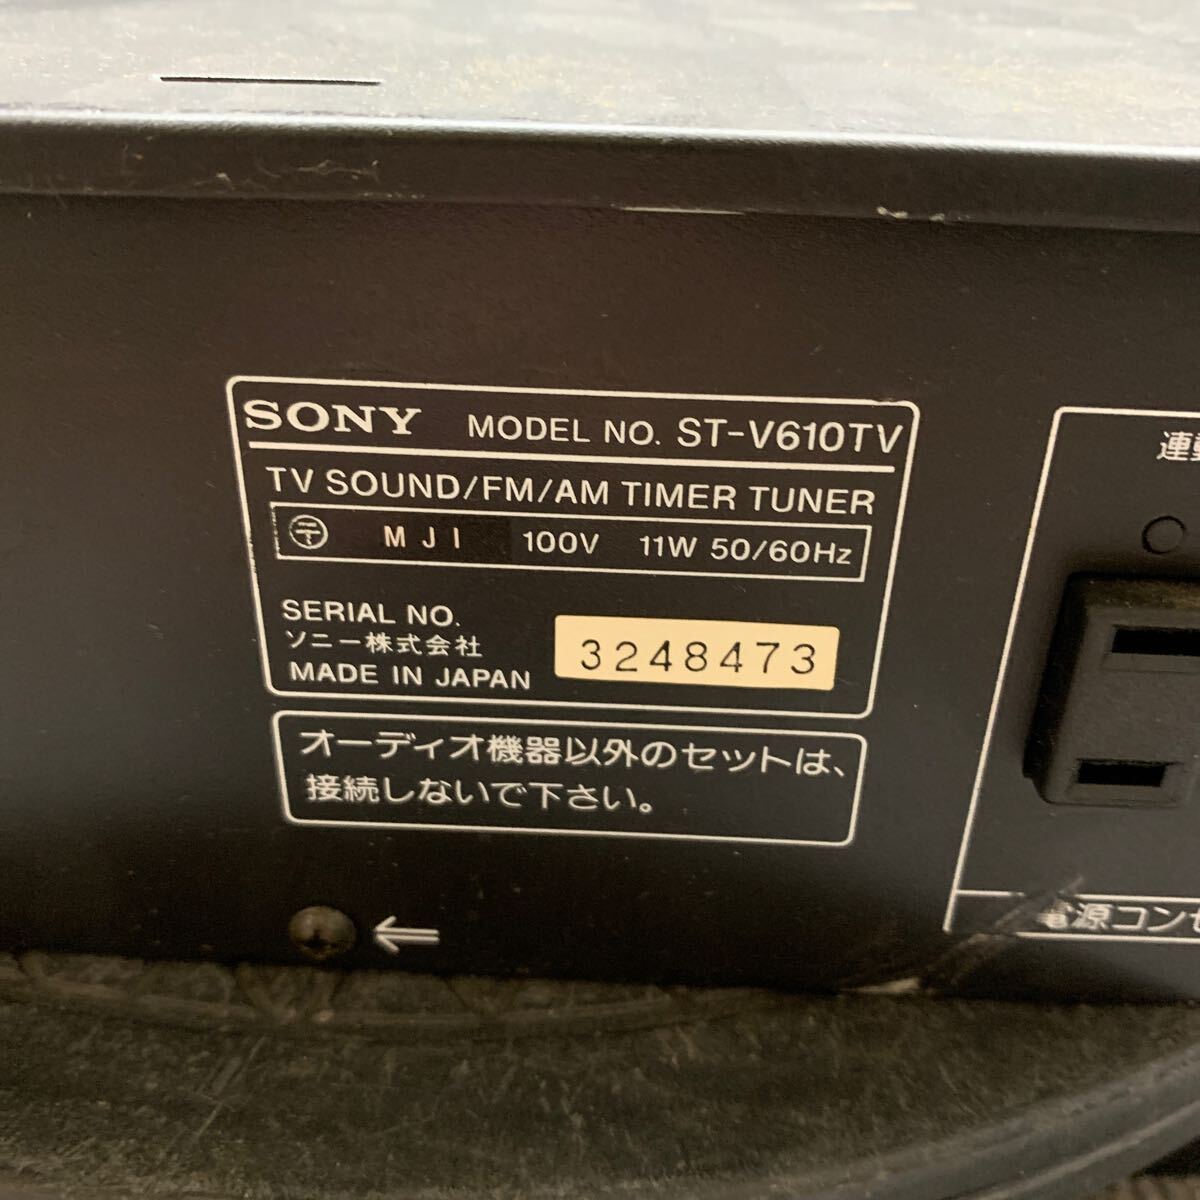 SONY MODEL NO. ST-V610TV
TV SOUND/FM/AM TIMER TUNER
〒 MJI 100V 11W 50/60Hz
SERIAL NO.
ソニー株式会社 3248473
MADE IN JAPAN
オーディオ機器以外のセットは、
接続しないで下さい。
連動
電源コンセ